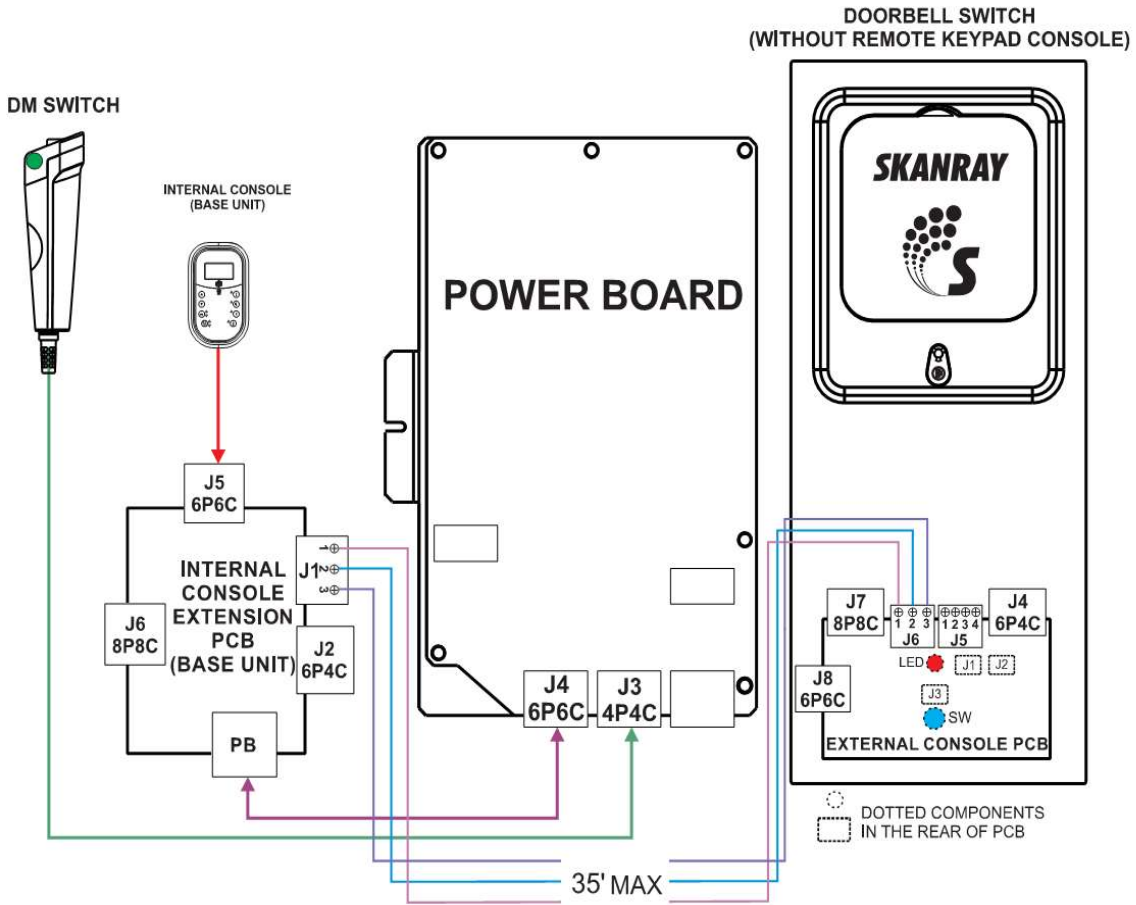 DOORBELL SWITCH
(WITHOUT REMOTE KEYPAD CONSOLE)
DM SWITCH
INTERNAL CONSOLE
(BASE UNIT)
SKANRAY
S
POWER BOARD
J5
6P6C
INTERNAL
CONSOLE
EXTENSION
PCB
(BASE UNIT)
J1
1
2
3
J6
8P8C
J2
6P4C
PB
J4
6P6C
J3
4P4C
J7
8P8C
1 2 3
J6
1 2 3 4
J5
J4
6P4C
LED
J1
J2
J8
6P6C
J3
SW
EXTERNAL CONSOLE PCB
DOTTED COMPONENTS
IN THE REAR OF PCB
35' MAX